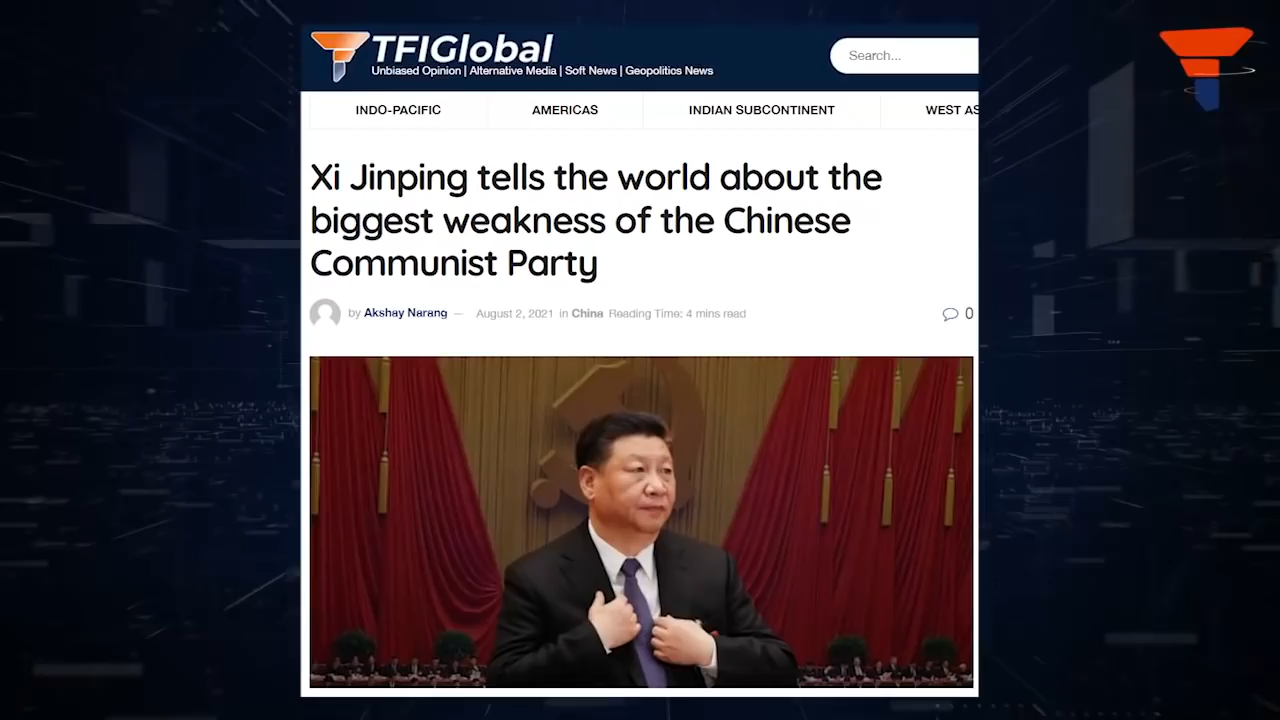 TFIGlobal
Unbiased Opinion | Alternative Media | Soft News | Geopolitics News
Search...
INDO-PACIFIC
AMERICAS
INDIAN SUBCONTINENT
WEST AS
Xi Jinping tells the world about the
biggest weakness of the Chinese
Communist Party
by Akshay Narang — August 2, 2021 in China Reading Time: 4 mins read
0